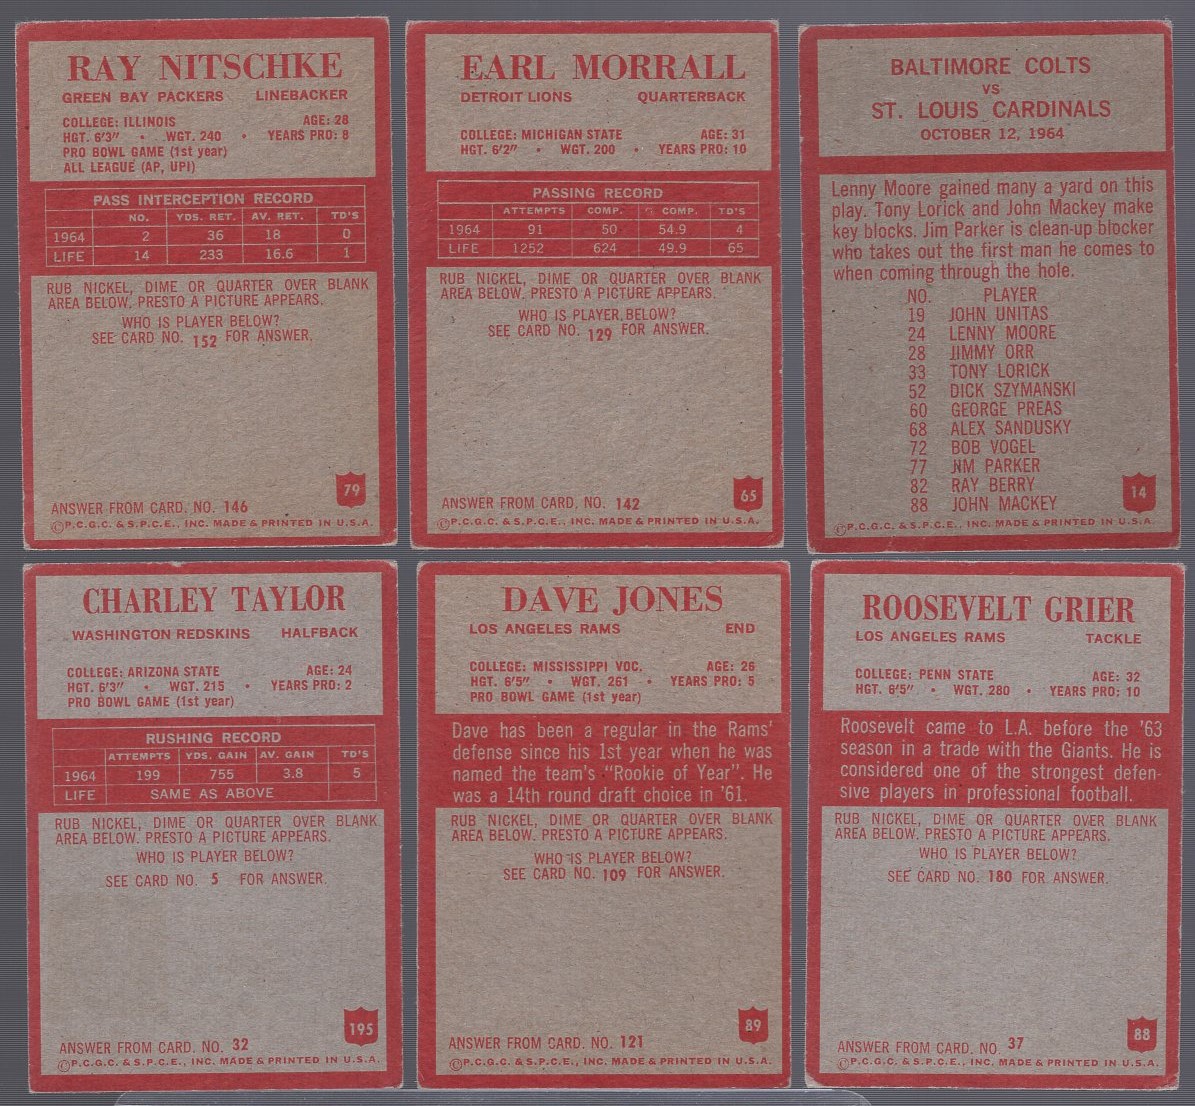 RAY NITSCHKE
GREEN BAY PACKERS LINEBACKER
COLLEGE: ILLINOIS AGE: 28
HGT. 6'3" • WGT. 240 • YEARS PRO: 8
PRO BOWL GAME (1st year)
ALL LEAGUE (AP, UPI)
PASS INTERCEPTION RECORD
NO. YDS. RET. AV. RET. TD'S
1964 2 36 18 0
LIFE 14 233 16.6 1
RUB NICKEL, DIME OR QUARTER OVER BLANK
AREA BELOW. PRESTO A PICTURE APPEARS.
WHO IS PLAYER BELOW?
SEE CARD NO. 152 FOR ANSWER.
79
ANSWER FROM CARD. NO. 146
©P.C.G.C. & S.P.C.E., INC. MADE & PRINTED IN U.S.A.
EARL MORRALL
DETROIT LIONS QUARTERBACK
COLLEGE: MICHIGAN STATE AGE: 31
HGT. 6'2" • WGT. 200 • YEARS PRO: 10
PASSING RECORD
ATTEMPTS COMP. COMP. TD'S
1964 91 50 54.9 4
LIFE 1252 624 49.9 65
RUB NICKEL, DIME OR QUARTER OVER BLANK
AREA BELOW. PRESTO A PICTURE APPEARS.
WHO IS PLAYER BELOW?
SEE CARD NO. 129 FOR ANSWER.
65
ANSWER FROM CARD. NO. 142
©P.C.G.C. & S.P.C.E., INC. MADE & PRINTED IN U.S.A.
BALTIMORE COLTS
VS
ST. LOUIS CARDINALS
OCTOBER 12, 1964
Lenny Moore gained many a yard on this
play. Tony Lorick and John Mackey make
key blocks. Jim Parker is clean-up blocker
who takes out the first man he comes to
when coming through the hole.
NO. PLAYER
19 JOHN UNITAS
24 LENNY MOORE
28 JIMMY ORR
33 TONY LORICK
52 DICK SZYMANSKI
60 GEORGE PREAS
68 ALEX SANDUSKY
72 BOB VOGEL
77 JIM PARKER
82 RAY BERRY
88 JOHN MACKEY
14
©P.C.G.C. & S.P.C.E., INC. MADE & PRINTED IN U.S.A.
CHARLEY TAYLOR
WASHINGTON REDSKINS HALFBACK
COLLEGE: ARIZONA STATE AGE: 24
HGT. 6'3" • WGT. 215 • YEARS PRO: 2
PRO BOWL GAME (1st year)
RUSHING RECORD
ATTEMPTS YDS. GAIN AV. GAIN TD'S
1964 199 755 3.8 5
LIFE SAME AS ABOVE
RUB NICKEL, DIME OR QUARTER OVER BLANK
AREA BELOW. PRESTO A PICTURE APPEARS.
WHO IS PLAYER BELOW?
SEE CARD NO. 5 FOR ANSWER.
195
ANSWER FROM CARD. NO. 32
©P.C.G.C. & S.P.C.E., INC. MADE & PRINTED IN U.S.A.
DAVE JONES
LOS ANGELES RAMS END
COLLEGE: MISSISSIPPI VOC. AGE: 26
HGT. 6'5" • WGT. 261 • YEARS PRO: 5
PRO BOWL GAME (1st year)
Dave has been a regular in the Rams'
defense since his 1st year when he was
named the team's "Rookie of Year". He
was a 14th round draft choice in '61.
RUB NICKEL, DIME OR QUARTER OVER BLANK
AREA BELOW. PRESTO A PICTURE APPEARS.
WHO IS PLAYER BELOW?
SEE CARD NO. 109 FOR ANSWER.
89
ANSWER FROM CARD. NO. 121
©P.C.G.C. & S.P.C.E., INC. MADE & PRINTED IN U.S.A.
ROOSEVELT GRIER
LOS ANGELES RAMS TACKLE
COLLEGE: PENN STATE AGE: 32
HGT. 6'5" • WGT. 280 • YEARS PRO: 10
Roosevelt came to L.A. before the '63
season in a trade with the Giants. He is
considered one of the strongest defen-
sive players in professional football.
RUB NICKEL, DIME OR QUARTER OVER BLANK
AREA BELOW. PRESTO A PICTURE APPEARS.
WHO IS PLAYER BELOW?
SEE CARD NO. 180 FOR ANSWER.
88
ANSWER FROM CARD. NO. 37
©P.C.G.C. & S.P.C.E., INC. MADE & PRINTED IN U.S.A.